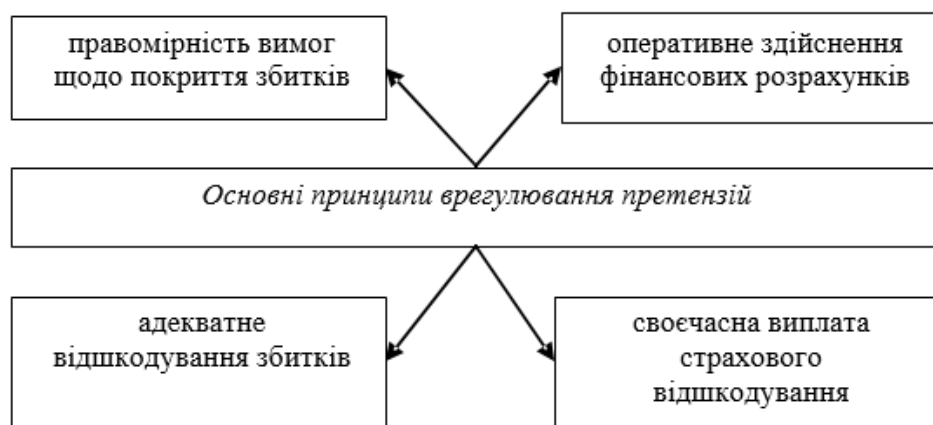 правомірність вимог
щодо покриття збитків
оперативне здійснення
фінансових розрахунків
Основні принципи врегулювання претензій
адекватне
відшкодування збитків
своєчасна виплата
страхового
відшкодування